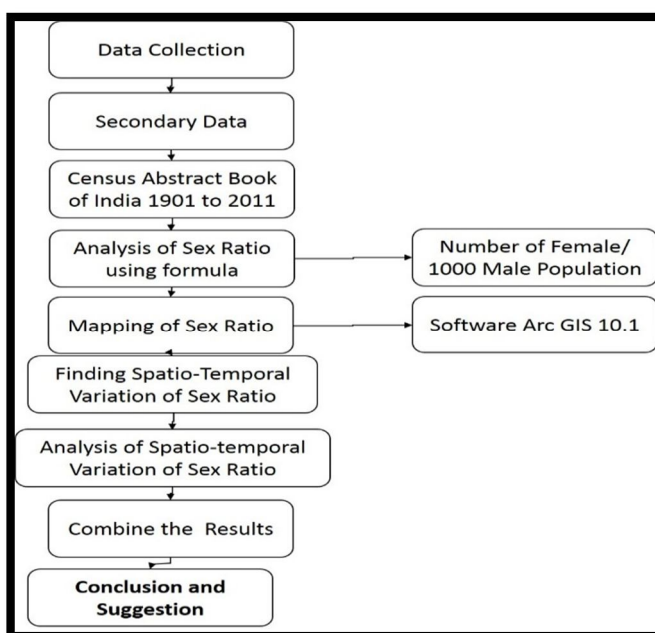 Data Collection
Secondary Data
Census Abstract Book
of India 1901 to 2011
Analysis of Sex Ratio
using formula
Number of Female/
1000 Male Population
Mapping of Sex Ratio
Software Arc GIS 10.1
Finding Spatio-Temporal
Variation of Sex Ratio
Analysis of Spatio-temporal
Variation of Sex Ratio
Combine the Results
Conclusion and
Suggestion